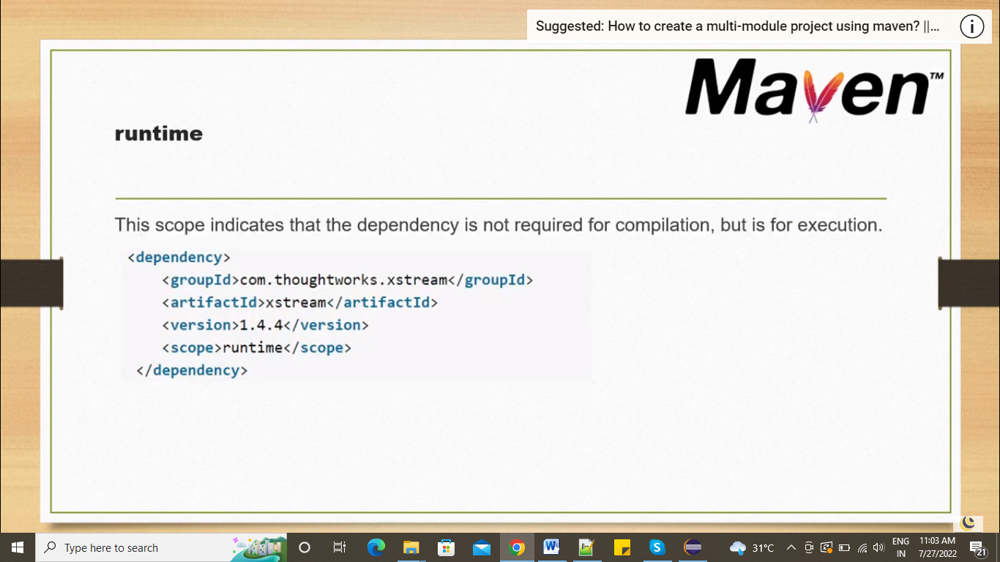 Suggested: How to create a multi-module project using maven? ||...
Maven™
runtime
This scope indicates that the dependency is not required for compilation, but is for execution.
<dependency>
<groupId>com.thoughtworks.xstream</groupId>
<artifactId>xstream</artifactId>
<version>1.4.4</version>
<scope>runtime</scope>
</dependency>
Type here to search
31°C
ENG
IN
11:03 AM
7/27/2022
21